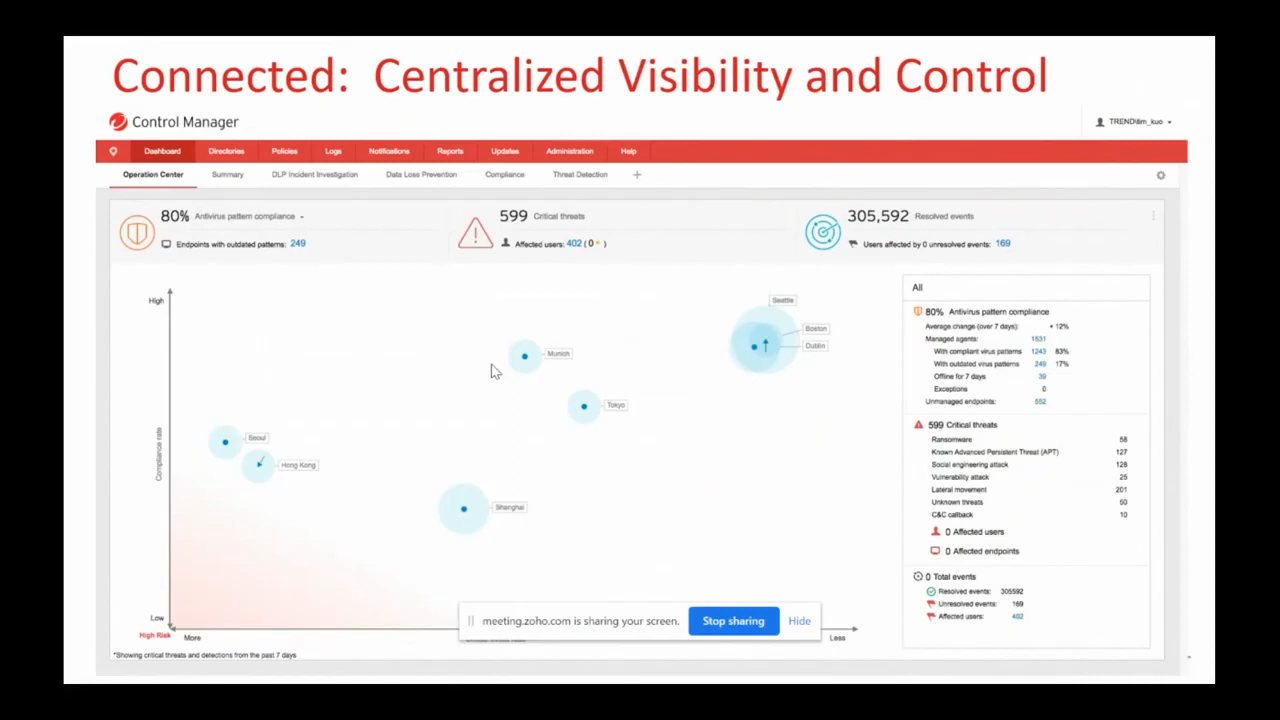 Connected: Centralized Visibility and Control
Control Manager
TREND\tim_kuo
Dashboard Directories Policies Logs Notifications Reports Updates Administration Help
Operation Center Summary DLP Incident Investigation Data Loss Prevention Compliance Threat Detection +
80% Antivirus pattern compliance
Endpoints with outdated patterns: 249
599 Critical threats
Affected users: 402 ( 0 )
305,592 Resolved events
Users affected by 0 unresolved events: 169
High
Compliance rate
Low
High Risk
More
Less
Seattle
Boston
Dublin
Munich
Tokyo
Seoul
Hong Kong
Shanghai
All
80% Antivirus pattern compliance
Average change (over 7 days): + 12%
Managed agents: 1531
With compliant virus patterns 1243 83%
With outdated virus patterns 249 17%
Offline for 7 days 39
Exceptions 0
Unmanaged endpoints: 552
599 Critical threats
Ransomware 58
Known Advanced Persistent Threat (APT) 127
Social engineering attack 128
Vulnerability attack 25
Lateral movement 201
Unknown threats 50
C&C callback 10
0 Affected users
0 Affected endpoints
0 Total events
Resolved events: 305592
Unresolved events: 169
Affected users: 402
meeting.zoho.com is sharing your screen. Stop sharing Hide
*Showing critical threats and detections from the past 7 days